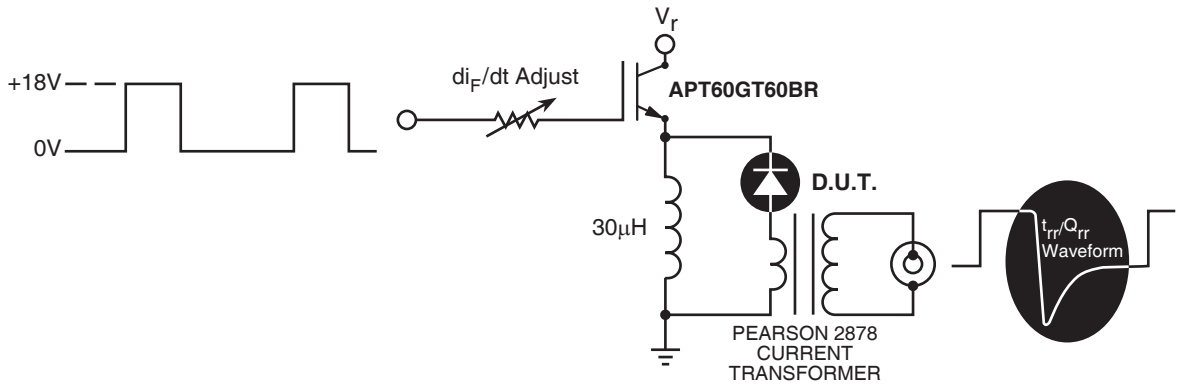 V_r
+18V
di_F/dt Adjust
APT60GT60BR
0V
D.U.T.
30μH
t_rr/Q_rr
Waveform
PEARSON 2878
CURRENT
TRANSFORMER